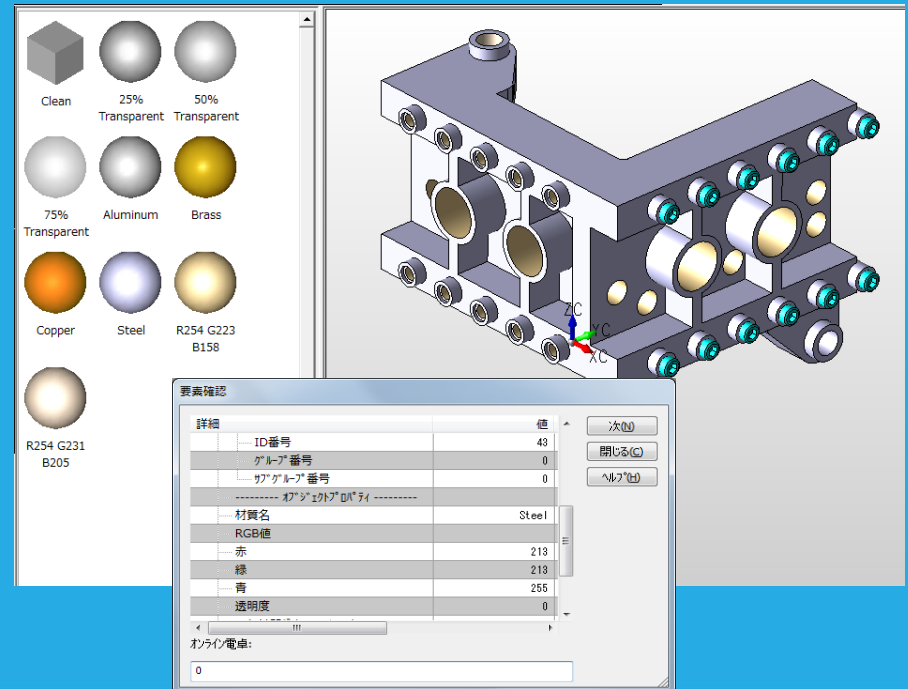 Clean
25%
Transparent
50%
Transparent
75%
Transparent
Aluminum
Brass
Copper
Steel
R254 G223
B158
R254 G231
B205
ZC
YC
XC
要素確認
詳細 値
ID番号 43
ｸﾞﾙｰﾌﾟ番号 0
ｻﾌﾞｸﾞﾙｰﾌﾟ番号 0
--------- ｵﾌﾞｼﾞｪｸﾄﾌﾟﾛﾊﾟﾃｨ ---------
材質名 Steel
RGB値
赤 213
緑 213
青 255
透明度 0
次(N)
閉じる(C)
ﾍﾙﾌﾟ(H)
ｵﾝﾗｲﾝ電卓:
0